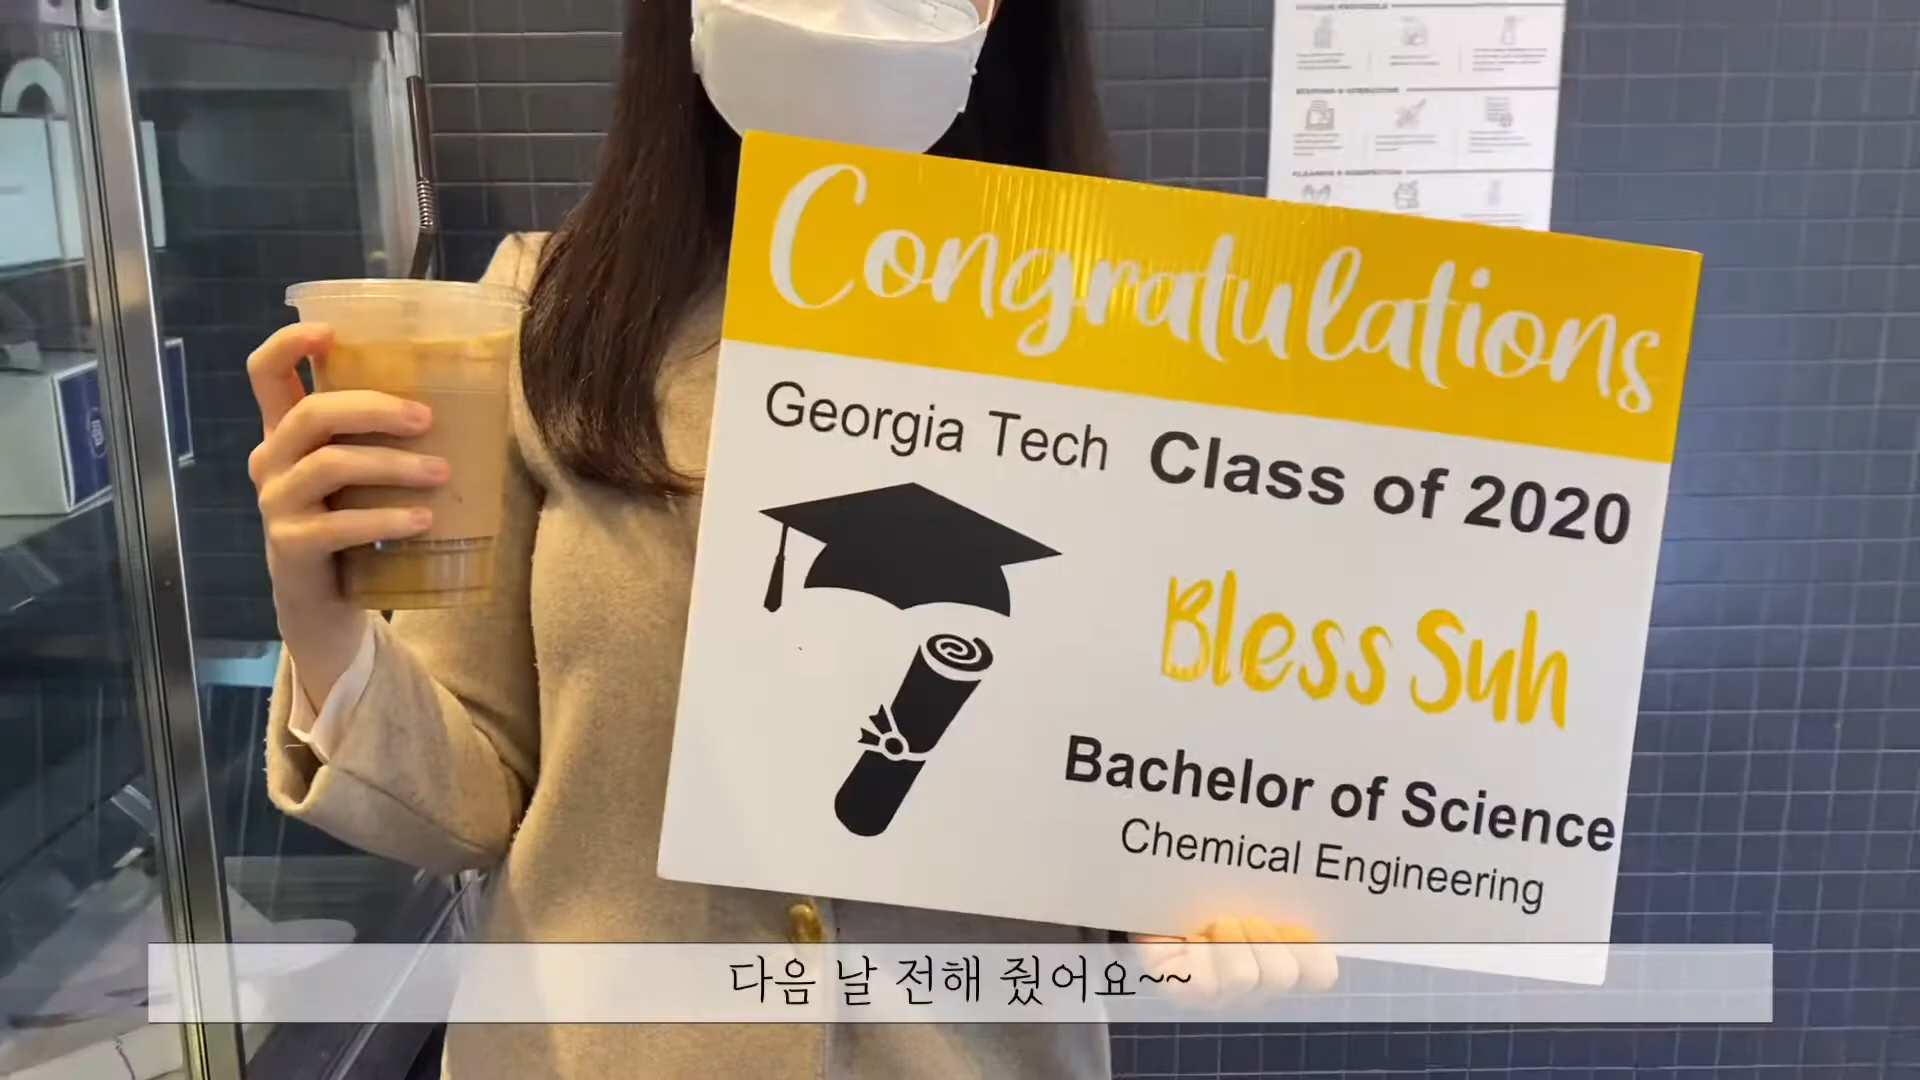 Congratulations
Georgia Tech Class of 2020
Bless Suh
Bachelor of Science
Chemical Engineering
다음 날 전해 줬어요~~